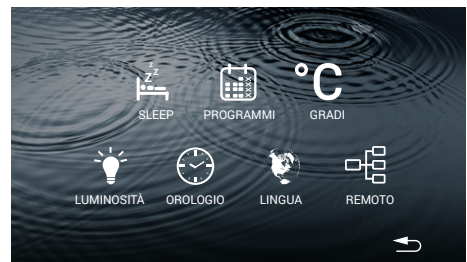 z z z
°C
SLEEP PROGRAMMI GRADI
LUMINOSITÀ OROLOGIO LINGUA REMOTO